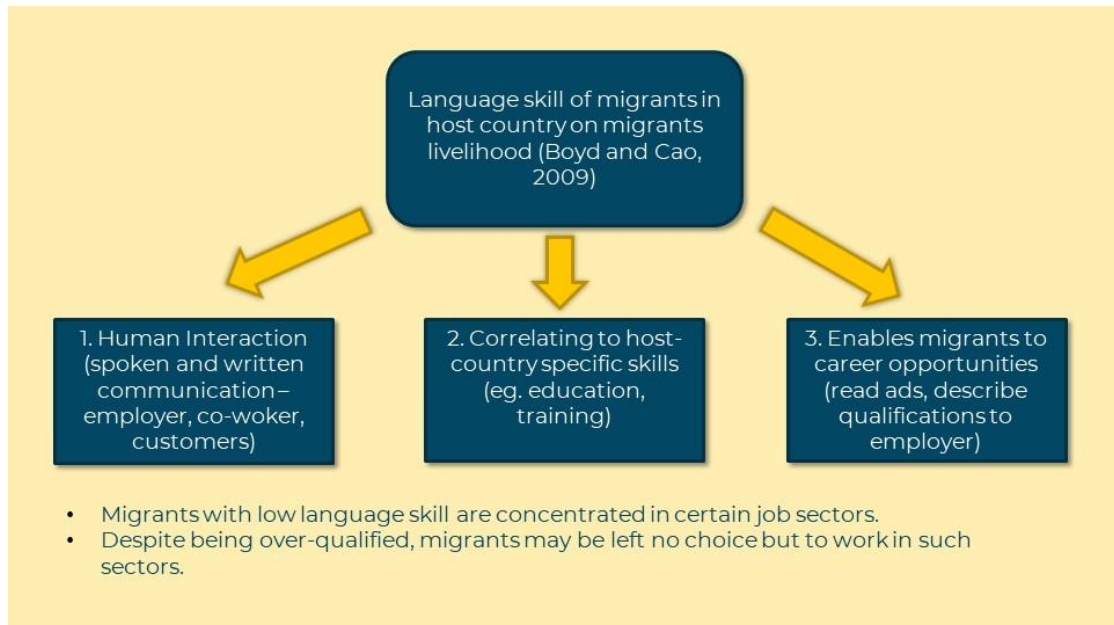 Language skill of migrants in
host country on migrants
livelihood (Boyd and Cao,
2009)
1. Human Interaction
(spoken and written
communication –
employer, co-woker,
customers)
2. Correlating to host-
country specific skills
(eg. education,
training)
3. Enables migrants to
career opportunities
(read ads, describe
qualifications to
employer)
• Migrants with low language skill are concentrated in certain job sectors.
• Despite being over-qualified, migrants may be left no choice but to work in such
sectors.